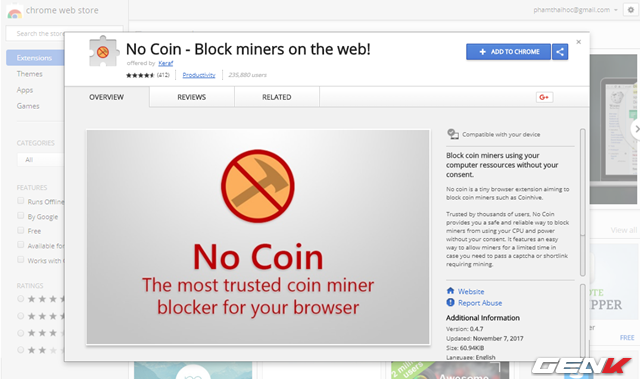 chrome web store
phamthelhoc@gmail.com
Search the store
Extensions
Themes
Apps
Games
CATEGORIES
All
FEATURES
Runs Offline
By Google
Free
Available for
Works with
RATINGS
No Coin - Block miners on the web!
offered by Keraf
(412)
Productivity
235,880 users
+ ADD TO CHROME
OVERVIEW
REVIEWS
RELATED
G+
No Coin
The most trusted coin miner
blocker for your browser
Compatible with your device
Block coin miners using your
computer ressources without your
consent.
No coin is a tiny browser extension aiming to
block coin miners such as Coinhive.
Trusted by thousands of users, No Coin
provides you a safe and reliable way to block
miners from using your CPU and power
without your consent. It features an easy
way to allow miners for a limited time in
case you need to pass a captcha or shortlink
requiring mining.
Website
Report Abuse
Additional Information
Version: 0.4.7
Updated: November 7, 2017
Size: 60.94KiB
Language: English
View all
OTE
PPER
FREE
2 million
users
Awesome
GENK